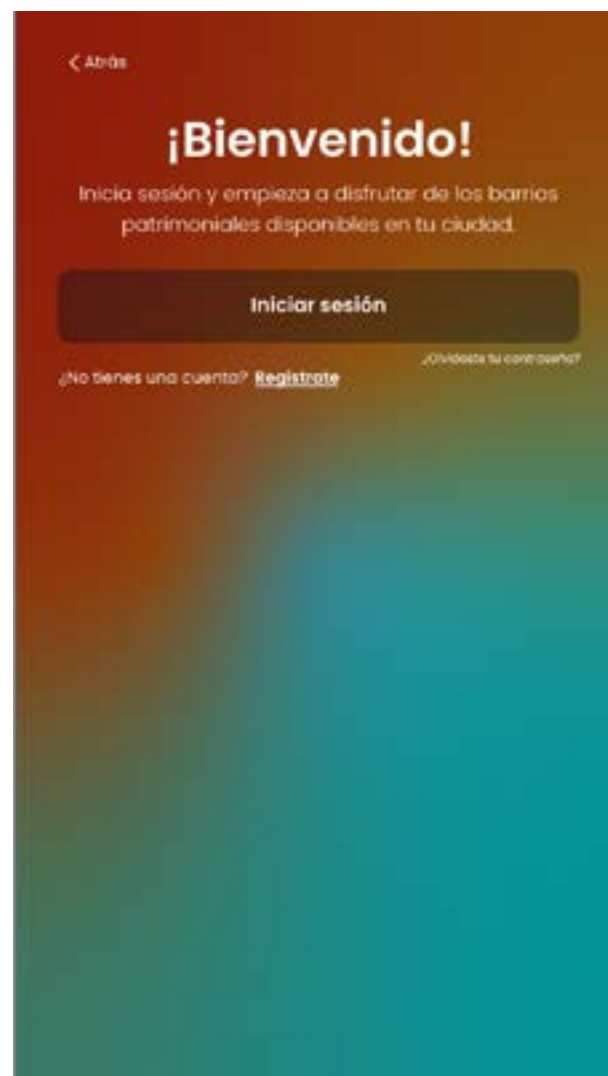 Atrás
¡Bienvenido!
Inicia sesión y empieza a disfrutar de los barrios
patrimoniales disponibles en tu ciudad.
Iniciar sesión
¿Olvidaste tu contraseña?
¿No tienes una cuenta? Regístrate